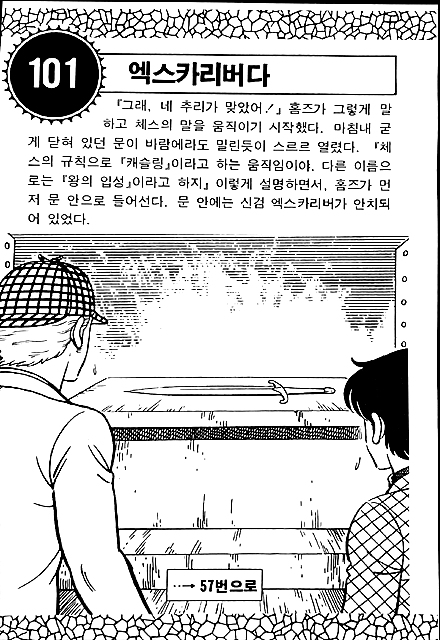 101
엑스카리버다
『그래, 네 추리가 맞았어!』 홈즈가 그렇게 말
하고 체스의 말을 움직이기 시작했다. 마침내 굳
게 닫혀 있던 문이 바람에라도 밀린듯이 스르르 열렸다. 『체
스의 규칙으로 『캐슬링』이라고 하는 움직임이야. 다른 이름으
로는 『왕의 입성』이라고 하지』 이렇게 설명하면서, 홈즈가 먼
저 문 안으로 들어선다. 문 안에는 신검 엑스카리버가 안치되
어 있었다.
…→ 57번으로